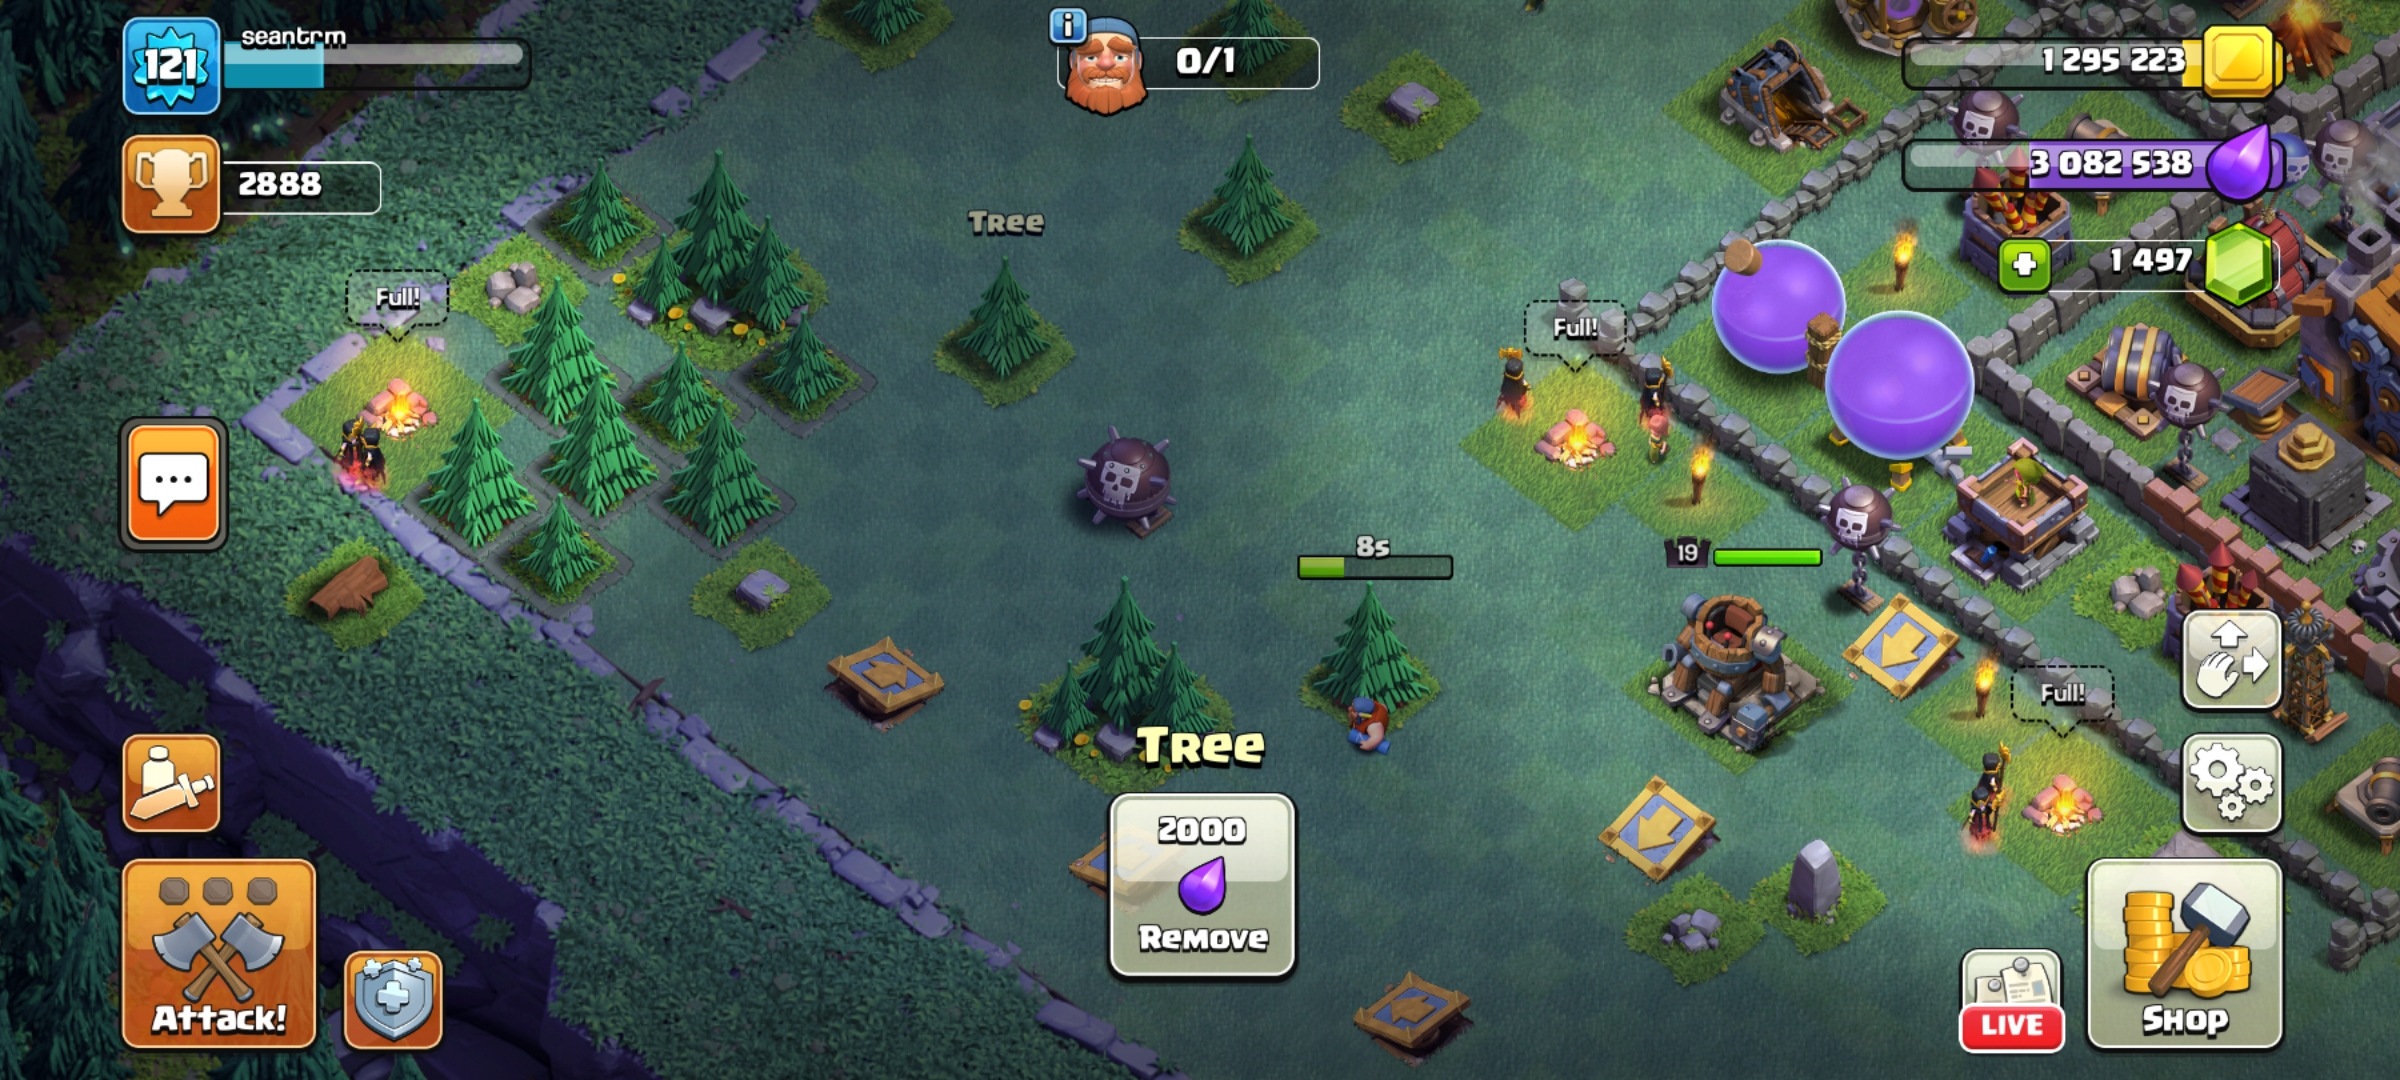 121
seantrm
i
0/1
1 295 223
2888
3 082 538
Tree
1 497
Full!
Full!
8s
19
Full!
Tree
2000
Remove
Attack!
LIVE
Shop